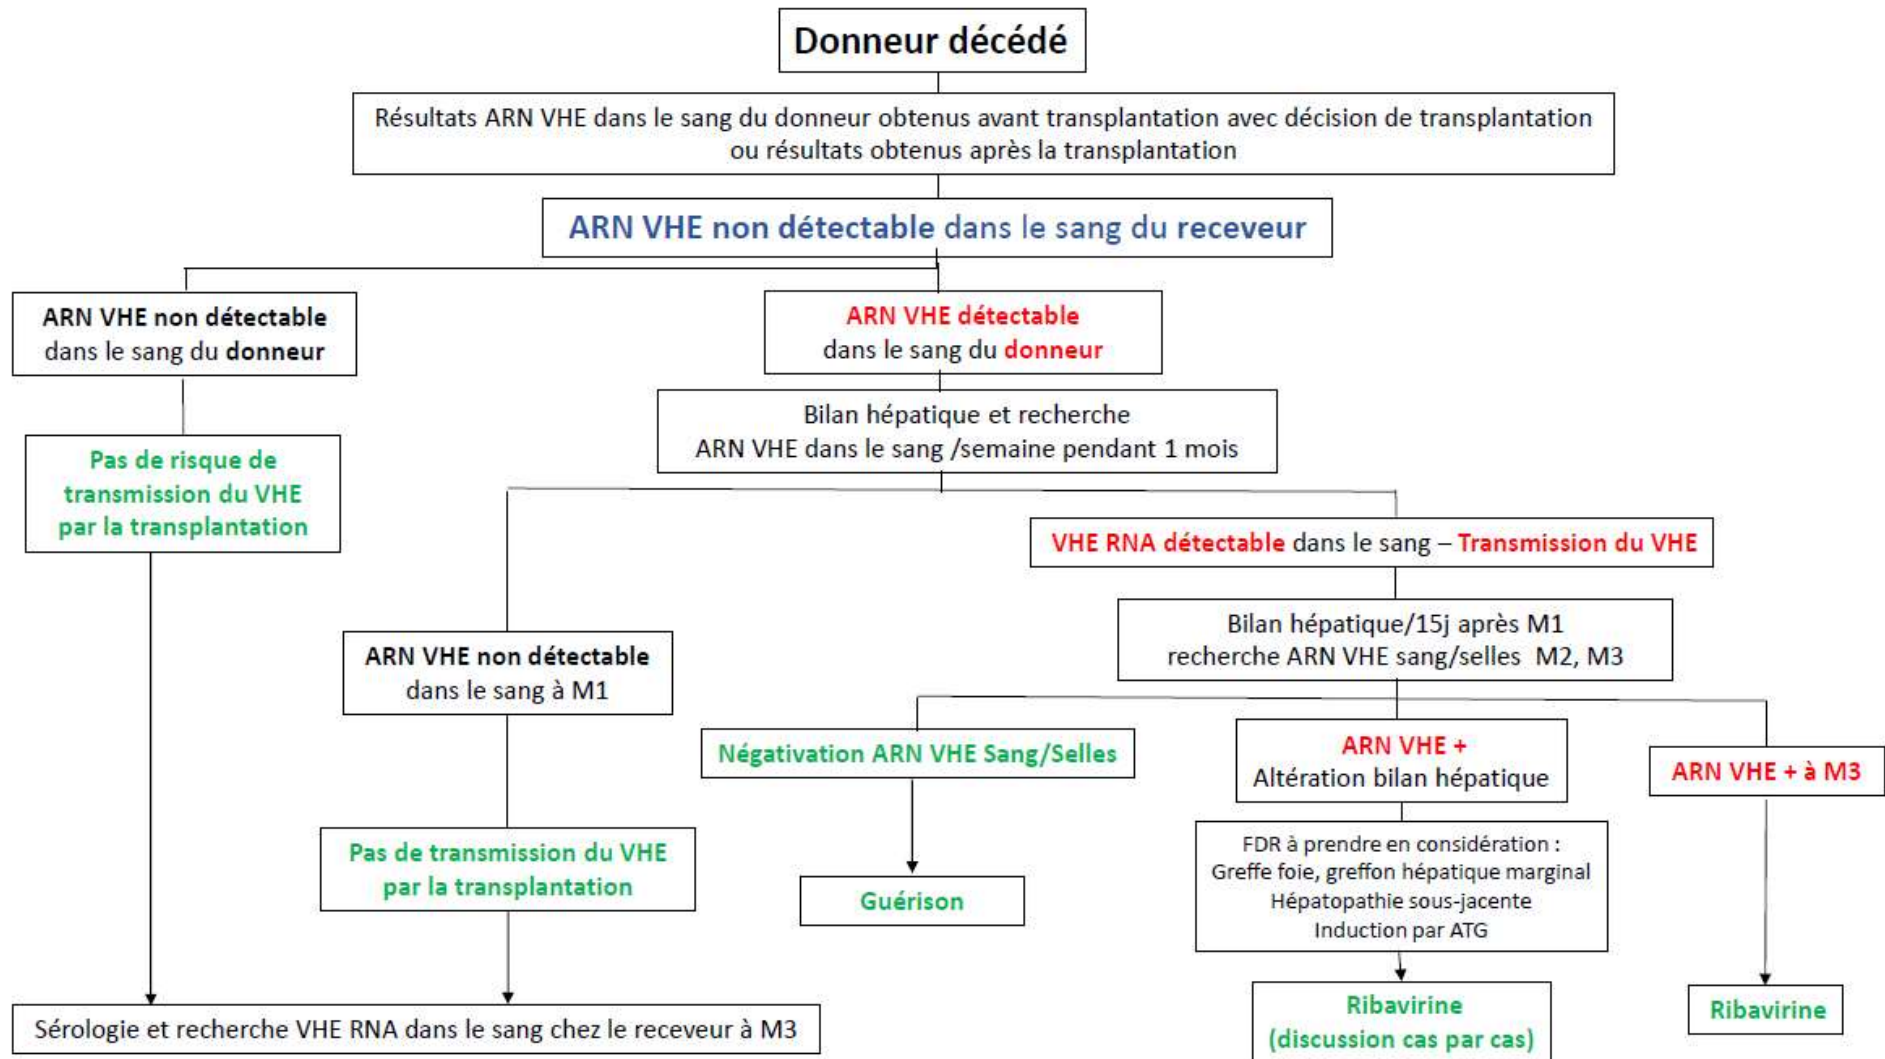 Donneur décédé
Résultats ARN VHE dans le sang du donneur obtenus avant transplantation avec décision de transplantation
ou résultats obtenus après la transplantation
ARN VHE non détectable dans le sang du receveur
ARN VHE non détectable
dans le sang du donneur
ARN VHE détectable
dans le sang du donneur
Bilan hépatique et recherche
ARN VHE dans le sang /semaine pendant 1 mois
Pas de risque de
transmission du VHE
par la transplantation
VHE RNA détectable dans le sang – Transmission du VHE
Bilan hépatique/15j après M1
recherche ARN VHE sang/selles M2, M3
ARN VHE non détectable
dans le sang à M1
Négativation ARN VHE Sang/Selles
ARN VHE +
Altération bilan hépatique
ARN VHE + à M3
FDR à prendre en considération :
Greffe foie, greffon hépatique marginal
Hépatopathie sous-jacente
Induction par ATG
Pas de transmission du VHE
par la transplantation
Guérison
Ribavirine
(discussion cas par cas)
Ribavirine
Sérologie et recherche VHE RNA dans le sang chez le receveur à M3